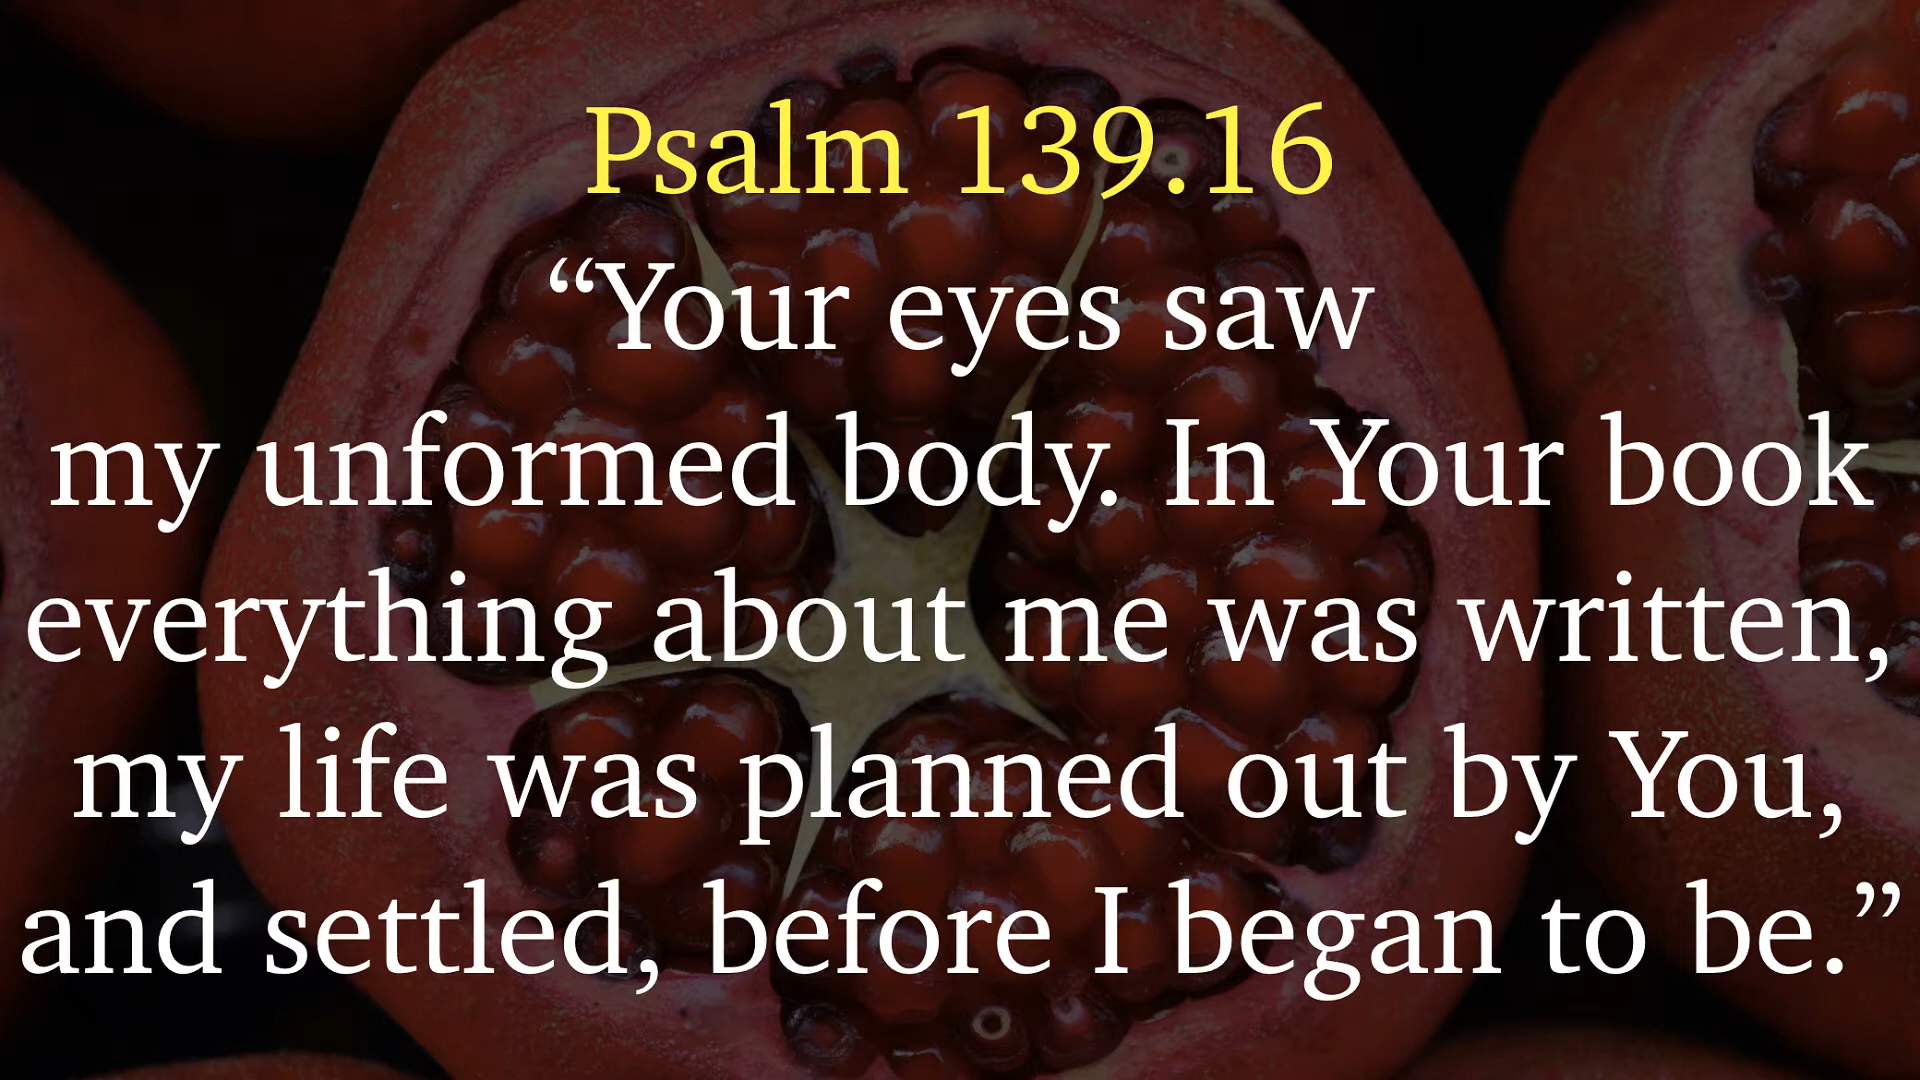 Psalm 139.16
“Your eyes saw
my unformed body. In Your book
everything about me was written,
my life was planned out by You,
and settled, before I began to be.”